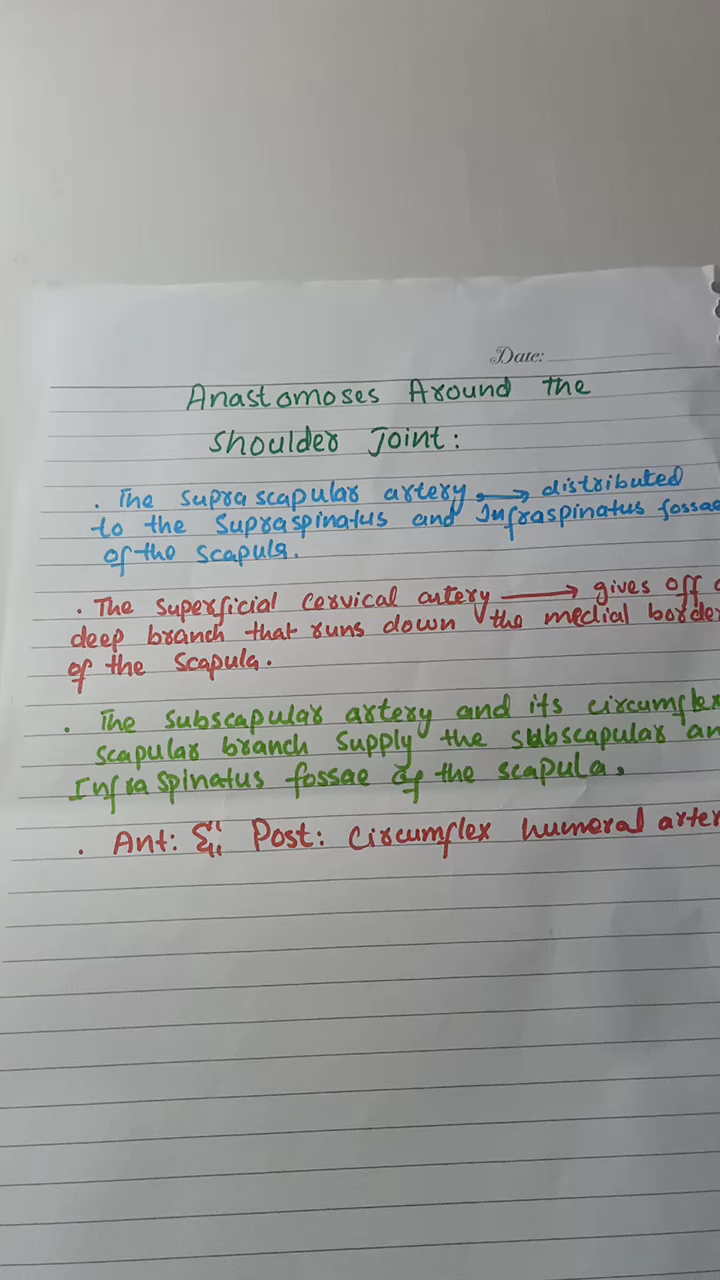 Date:
Anastomoses Around the
Shoulder Joint:
. The suprascapular artery → distributed
to the Supraspinatus and Infraspinatus fossae
of the scapula.
. The Superficial cervical artery → gives off a
deep branch that runs down the medial border
of the Scapula.
. The Subscapular artery and its circumflex
scapular branch supply the subscapular an
Infraspinatus fossae of the scapula.
. Ant: & Post: Circumflex humeral arter